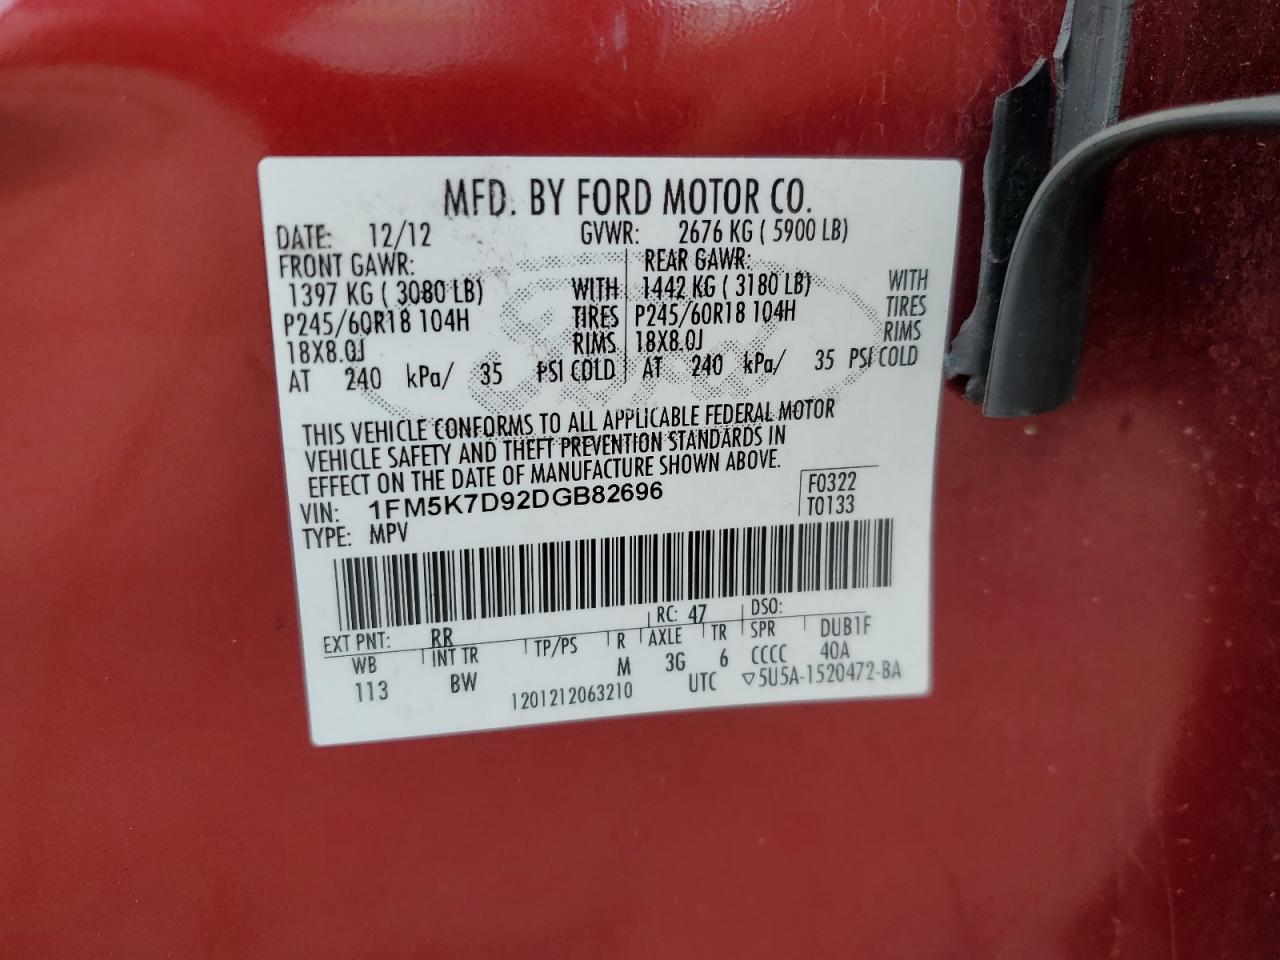 MFD. BY FORD MOTOR CO.
DATE: 12/12 GVWR: 2676 KG ( 5900 LB)
FRONT GAWR: REAR GAWR:
1397 KG ( 3080 LB) WITH 1442 KG ( 3180 LB) WITH
P245/60R18 104H TIRES P245/60R18 104H TIRES
18X8.0J RIMS 18X8.0J RIMS
AT 240 kPa/ 35 PSI COLD AT 240 kPa/ 35 PSI COLD
THIS VEHICLE CONFORMS TO ALL APPLICABLE FEDERAL MOTOR
VEHICLE SAFETY AND THEFT PREVENTION STANDARDS IN
EFFECT ON THE DATE OF MANUFACTURE SHOWN ABOVE.
VIN: 1FM5K7D92DGB82696 F0322
TYPE: MPV T0133
EXT PNT: RR RC: 47 DSO:
WB INT TR TP/PS R AXLE TR SPR DUB1F
113 BW M 3G 6 CCCC 40A
1201212063210 UTC ▽5U5A-1520472-BA